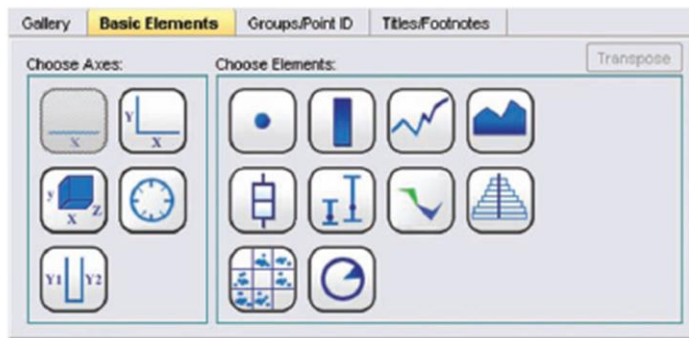 Gallery Basic Elements Groups/Point ID Titles/Footnotes
Choose Axes: Choose Elements: Transpose
X Y X
y X Z
Y1 Y2